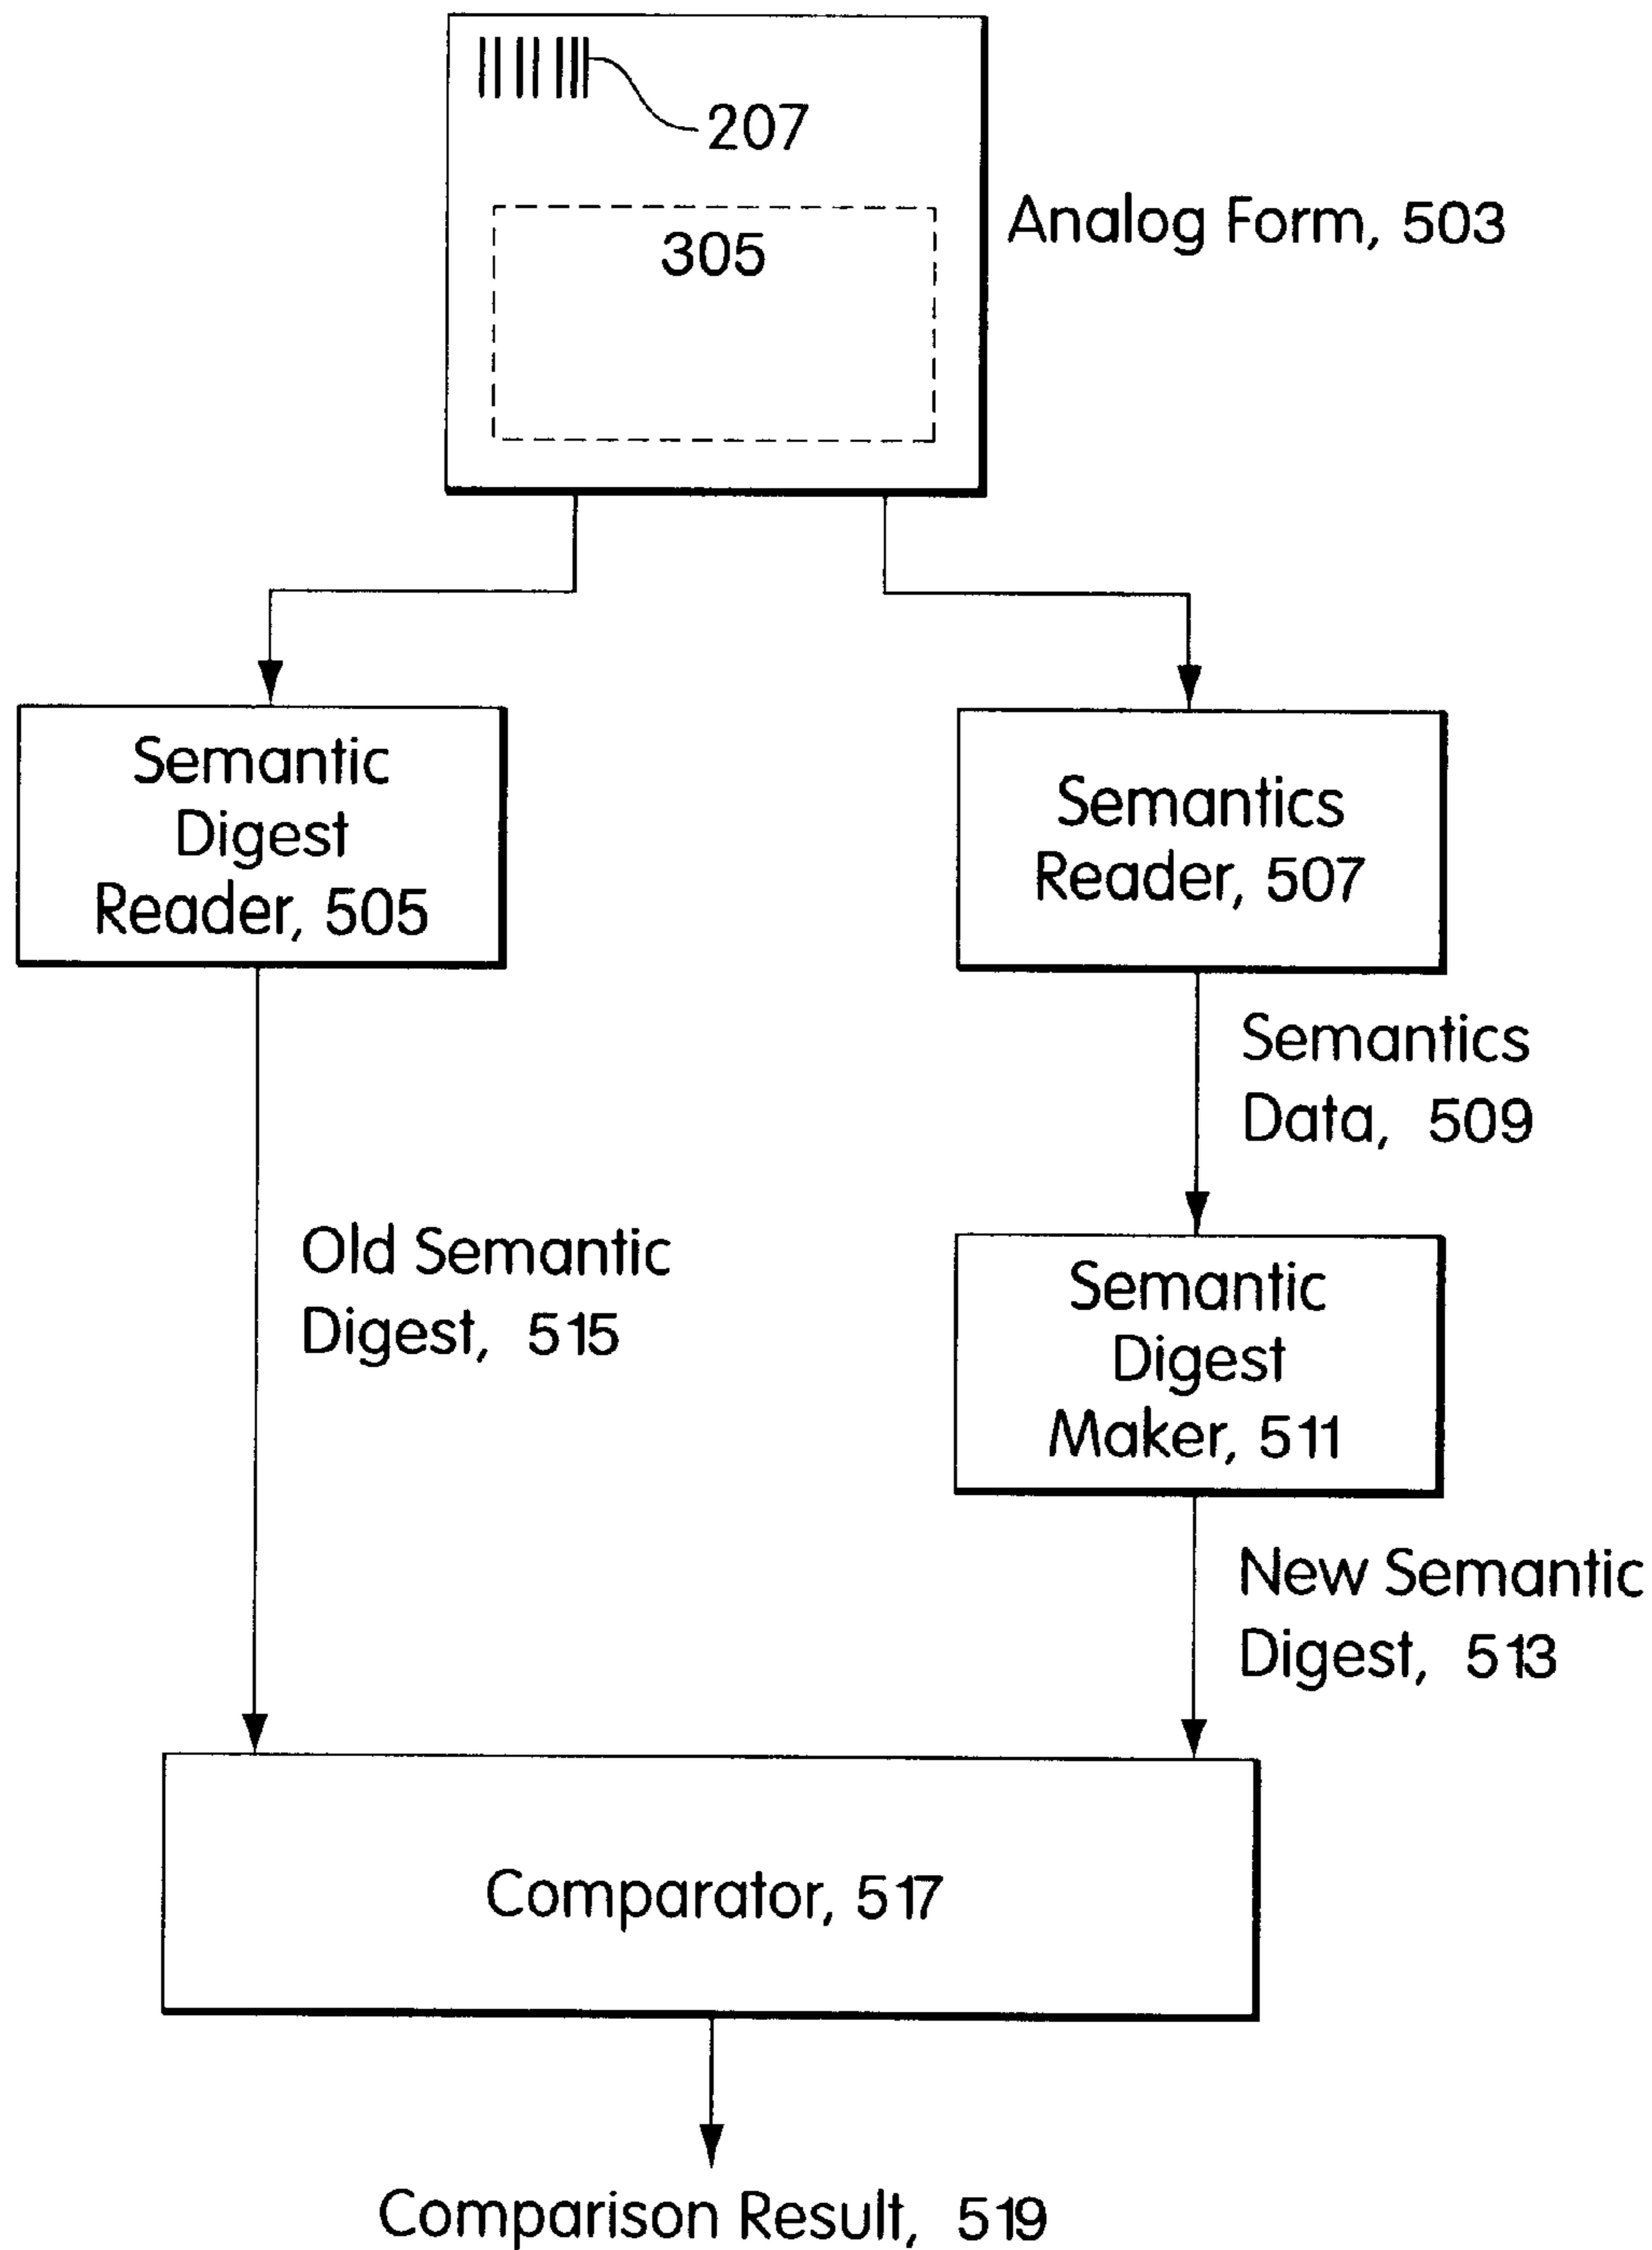 207
305
Analog Form, 503
Semantic
Digest
Reader, 505
Semantics
Reader, 507
Semantics
Data, 509
Old Semantic
Digest, 515
Semantic
Digest
Maker, 511
New Semantic
Digest, 513
Comparator, 517
Comparison Result, 519